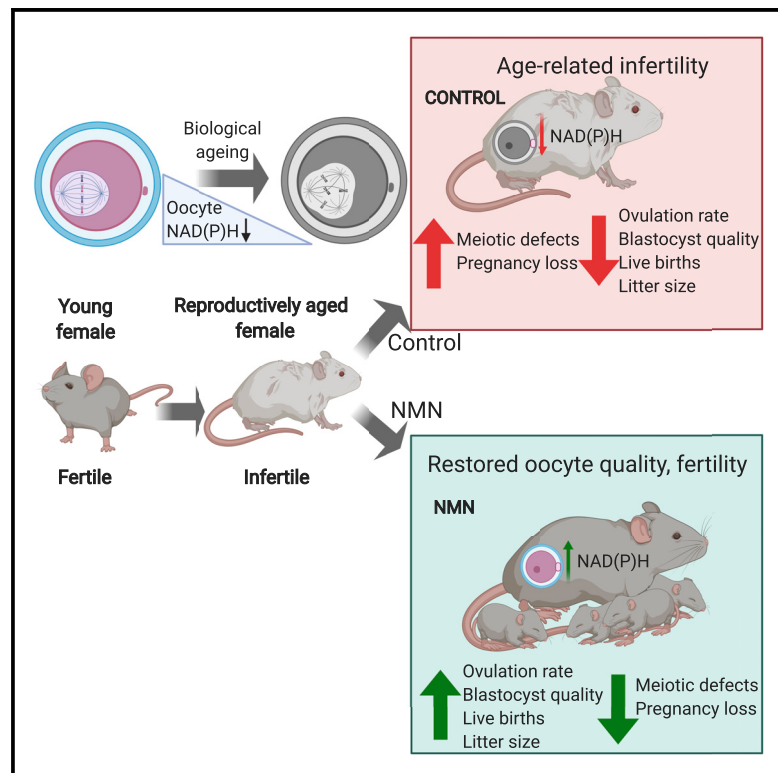 Biological
ageing
Oocyte
NAD(P)H
Young
female
Reproductively aged
female
Fertile
Infertile
Control
NMN
Age-related infertility
CONTROL
NAD(P)H
Meiotic defects
Pregnancy loss
Ovulation rate
Blastocyst quality
Live births
Litter size
Restored oocyte quality, fertility
NMN
NAD(P)H
Ovulation rate
Blastocyst quality
Live births
Litter size
Meiotic defects
Pregnancy loss